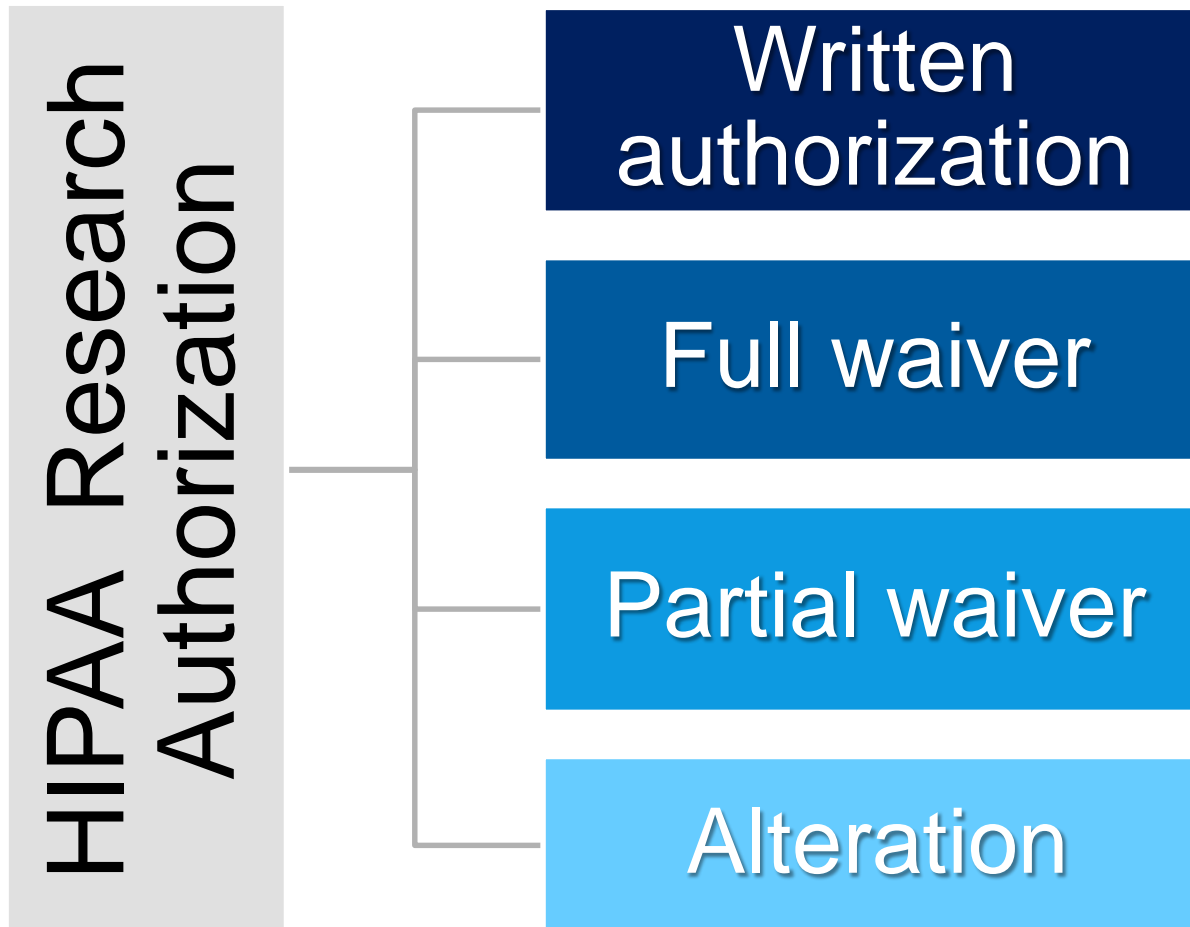 HIPAA Research
Authorization
Written
authorization
Full waiver
Partial waiver
Alteration